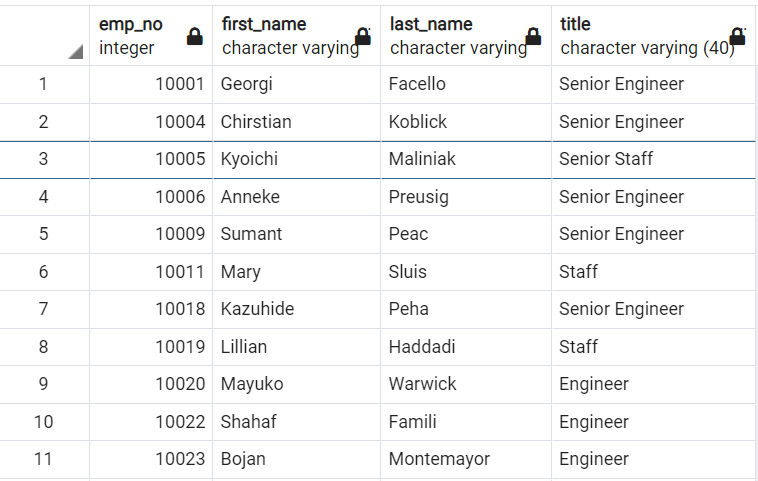 emp_no first_name last_name title
integer character varying character varying character varying (40)
1 10001 Georgi Facello Senior Engineer
2 10004 Chirstian Koblick Senior Engineer
3 10005 Kyoichi Maliniak Senior Staff
4 10006 Anneke Preusig Senior Engineer
5 10009 Sumant Peac Senior Engineer
6 10011 Mary Sluis Staff
7 10018 Kazuhide Peha Senior Engineer
8 10019 Lillian Haddadi Staff
9 10020 Mayuko Warwick Engineer
10 10022 Shahaf Famili Engineer
11 10023 Bojan Montemayor Engineer